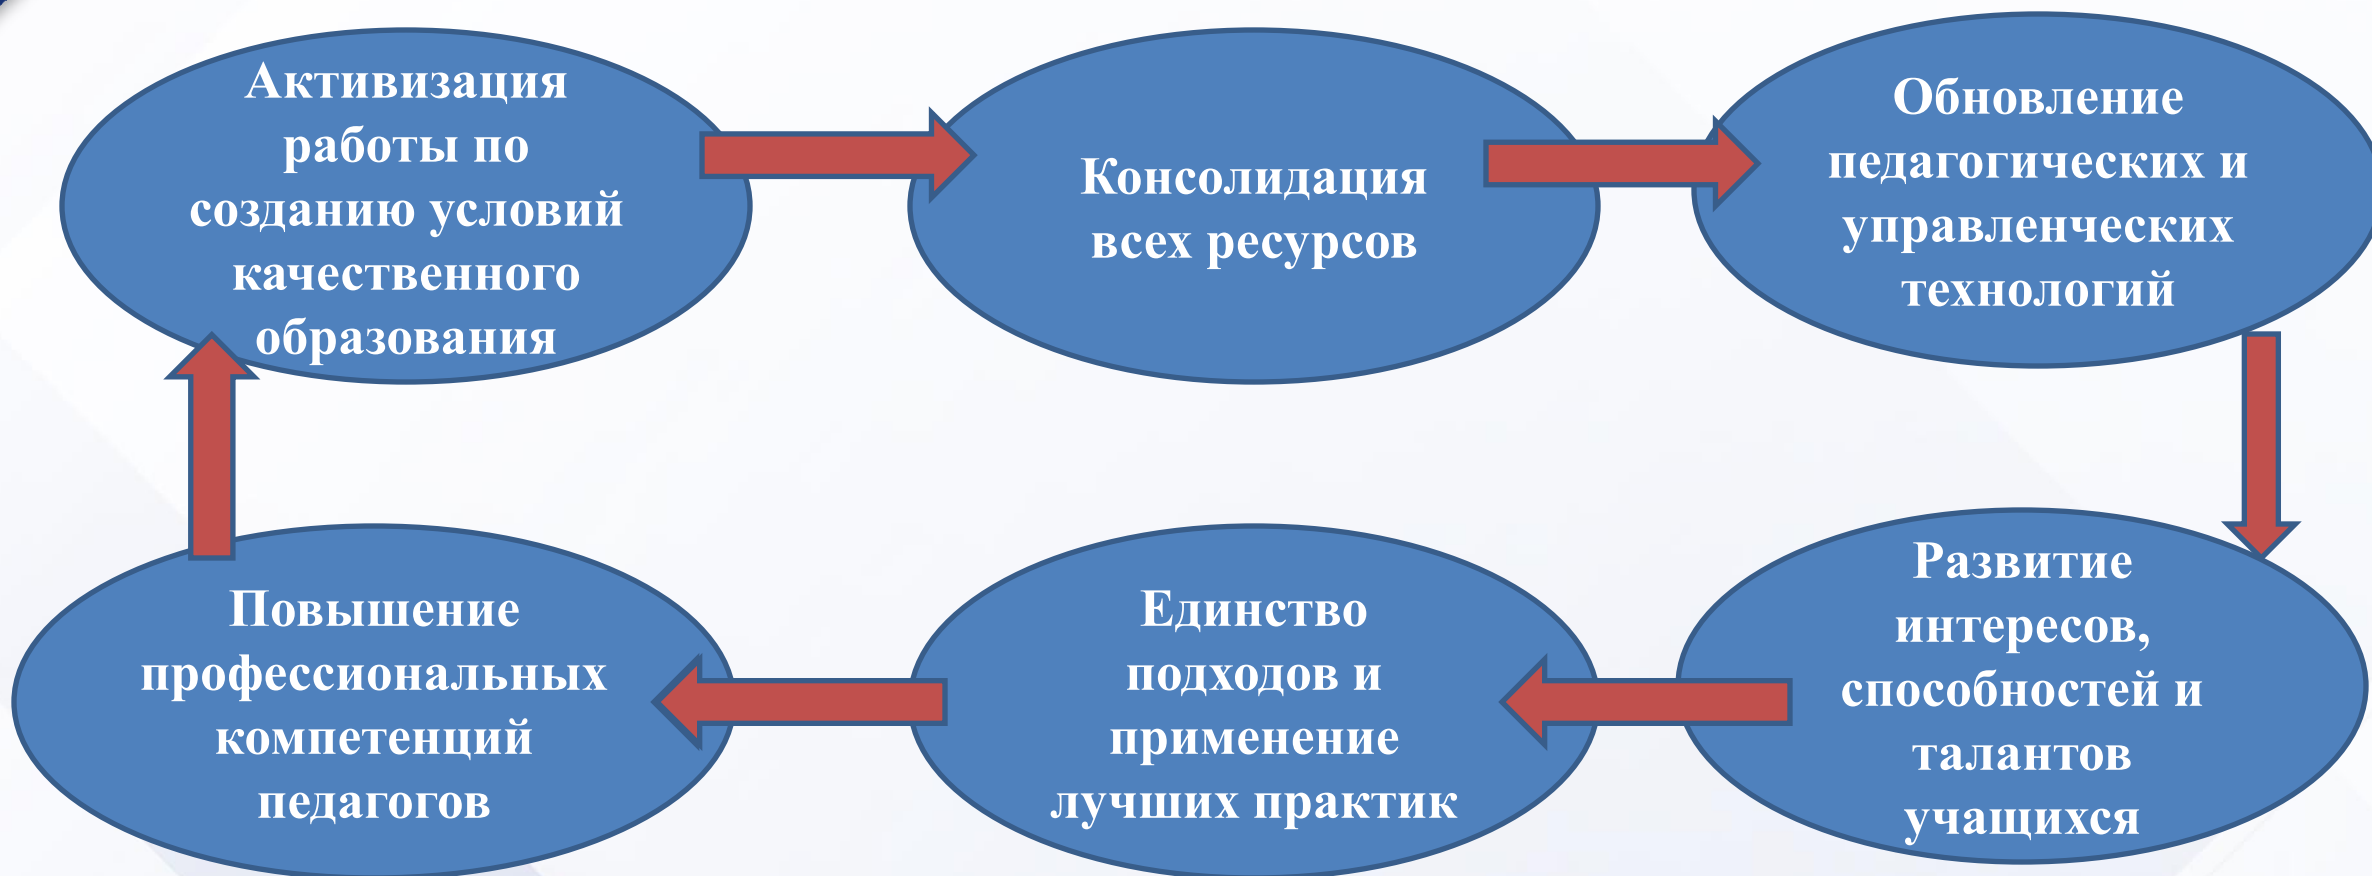 Активизация
работы по
созданию условий
качественного
образования
Консолидация
всех ресурсов
Обновление
педагогических и
управленческих
технологий
Развитие
интересов,
способностей и
талантов
учащихся
Единство
подходов и
применение
лучших практик
Повышение
профессиональных
компетенций
педагогов